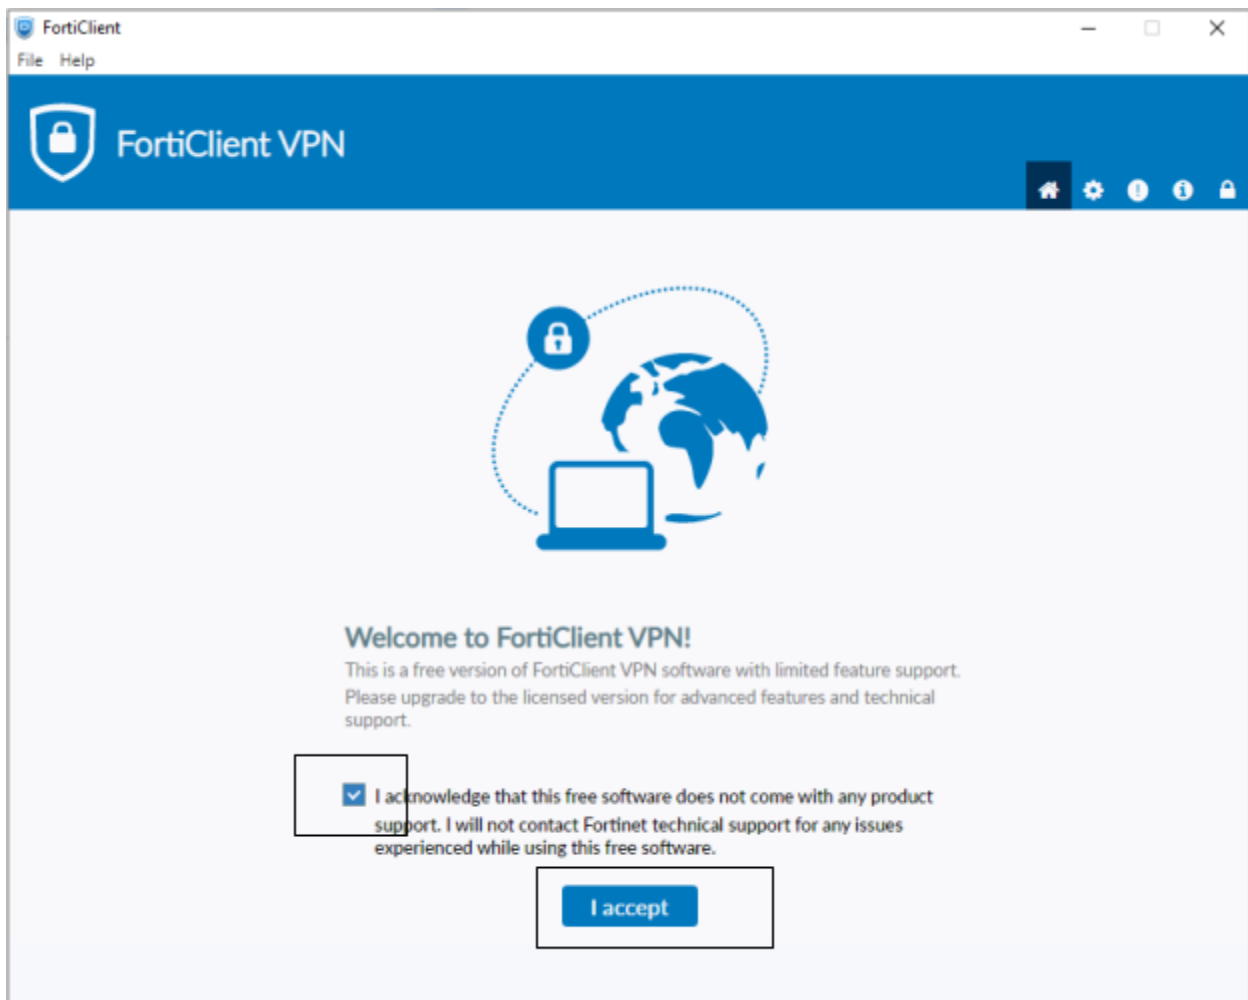 FortiClient
File Help
FortiClient VPN
Welcome to FortiClient VPN!
This is a free version of FortiClient VPN software with limited feature support.
Please upgrade to the licensed version for advanced features and technical
support.
I acknowledge that this free software does not come with any product
support. I will not contact Fortinet technical support for any issues
experienced while using this free software.
I accept